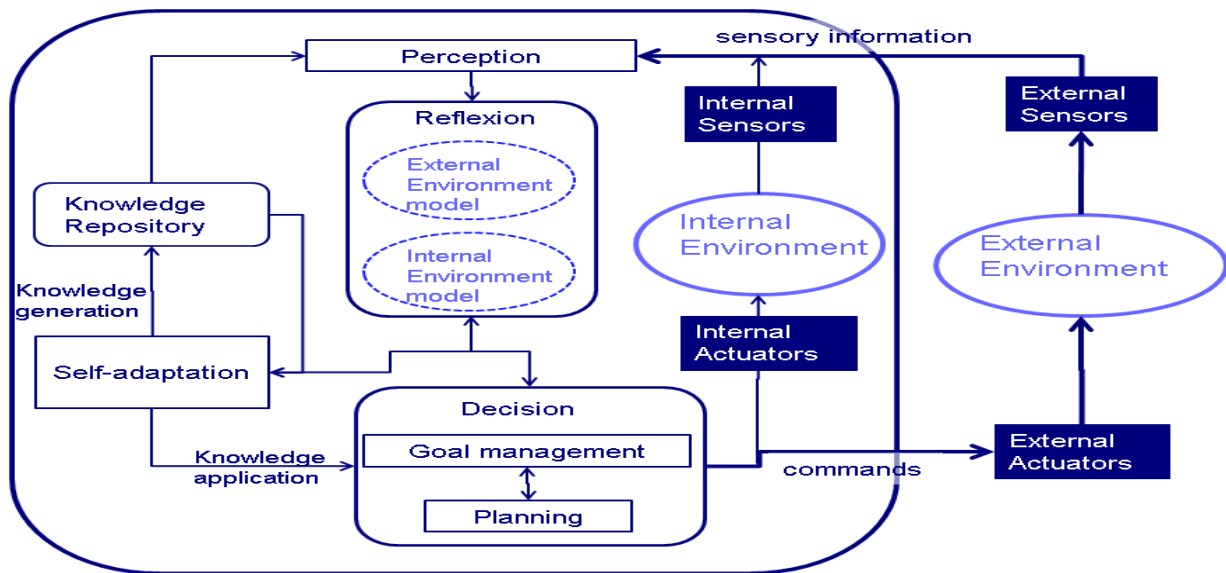 sensory information
Perception
Internal
Sensors
External
Sensors
Reflexion
External
Environment
model
Knowledge
Repository
Internal
Environment
External
Environment
Internal
Environment
model
Knowledge
generation
Internal
Actuators
Self-adaptation
Decision
Goal management
Knowledge
application
commands
External
Actuators
Planning